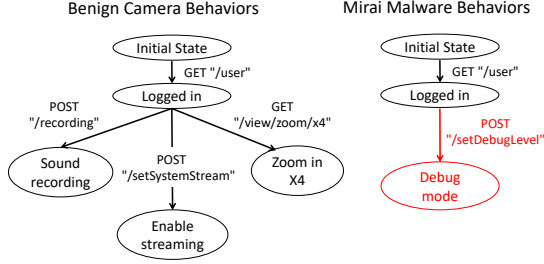 Benign Camera Behaviors
Initial State
GET "/user"
Logged in
POST
"/recording"
GET
"/view/zoom/x4"
POST
"/setSystemStream"
Sound
recording
Zoom in
X4
Enable
streaming
Mirai Malware Behaviors
Initial State
GET "/user"
Logged in
POST
"/setDebugLevel"
Debug
mode